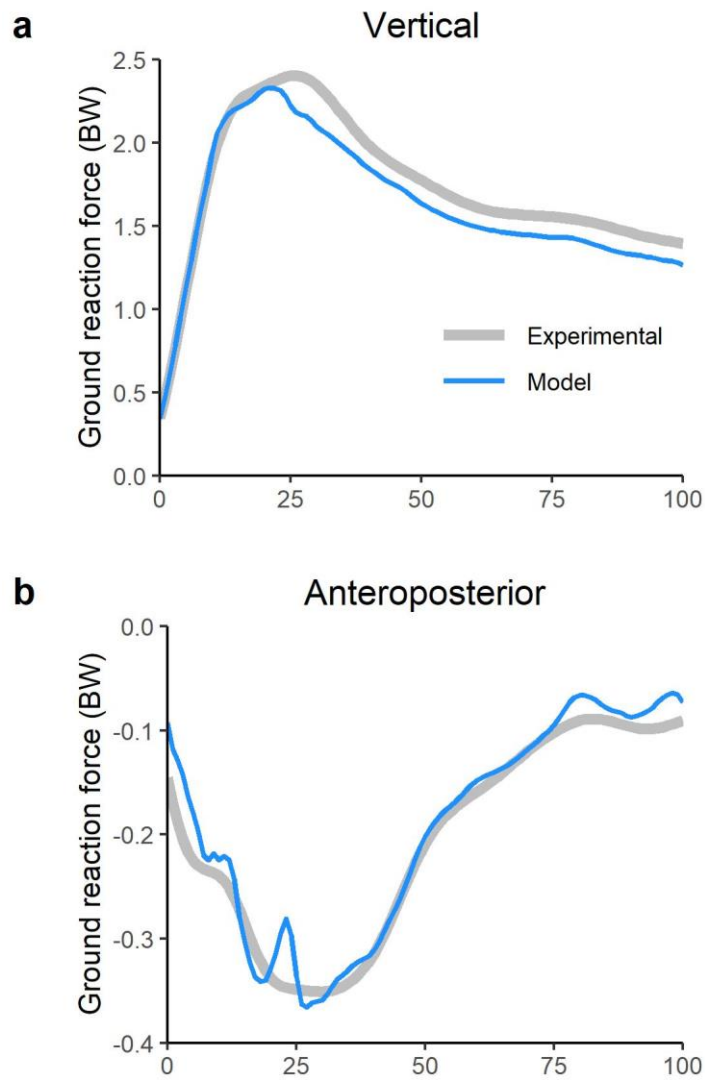 a
Vertical
Ground reaction force (BW)
2.5
2.0
1.5
1.0
0.5
0.0
Experimental
Model
0 25 50 75 100
b
Anteroposterior
Ground reaction force (BW)
0.0
-0.1
-0.2
-0.3
-0.4
0 25 50 75 100